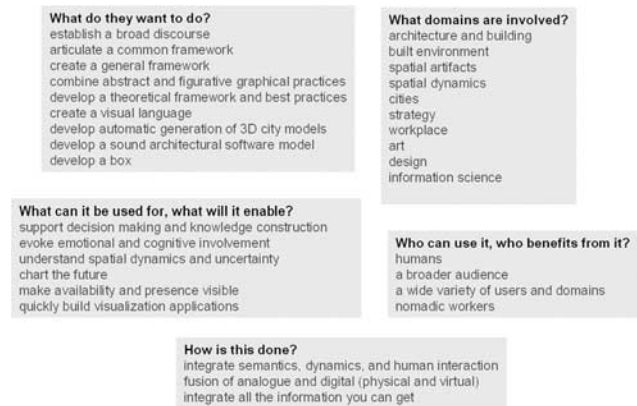 What do they want to do?
establish a broad discourse
articulate a common framework
create a general framework
combine abstract and figurative graphical practices
develop a theoretical framework and best practices
create a visual language
develop automatic generation of 3D city models
develop a sound architectural software model
develop a box
What domains are involved?
architecture and building
built environment
spatial artifacts
spatial dynamics
cities
strategy
workplace
art
design
information science
What can it be used for, what will it enable?
support decision making and knowledge construction
evoke emotional and cognitive involvement
understand spatial dynamics and uncertainty
chart the future
make availability and presence visible
quickly build visualization applications
Who can use it, who benefits from it?
humans
a broader audience
a wide variety of users and domains
nomadic workers
How is this done?
integrate semantics, dynamics, and human interaction
fusion of analogue and digital (physical and virtual)
integrate all the information you can get